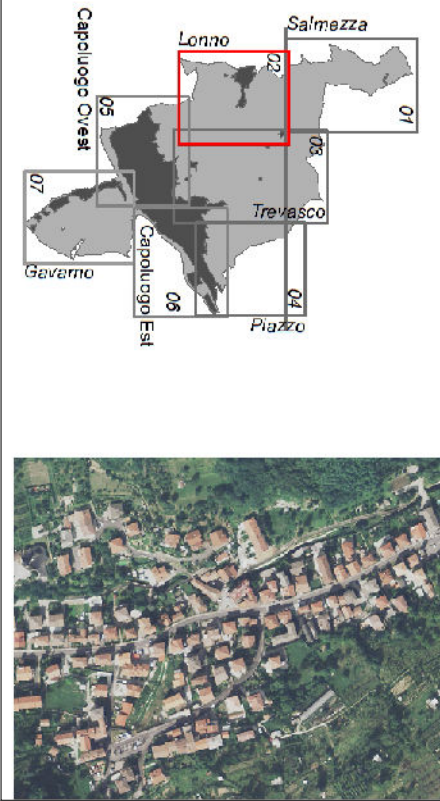 Salmezza
01
Lonno
02
03
Trevasco
04
Piazzo
Capoluogo Ovest
05
Capoluogo Est
06
07
Gavarno